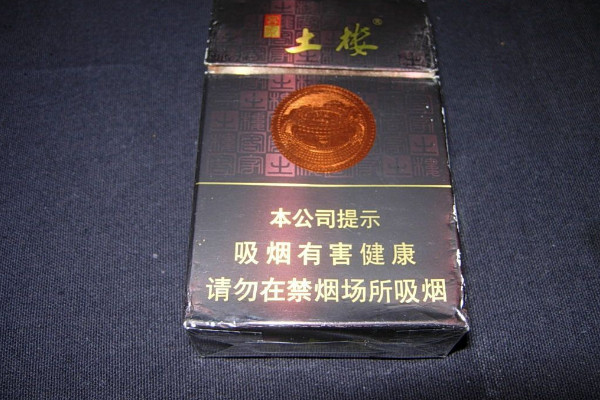 土楼®
本公司提示
吸烟有害健康
请勿在禁烟场所吸烟